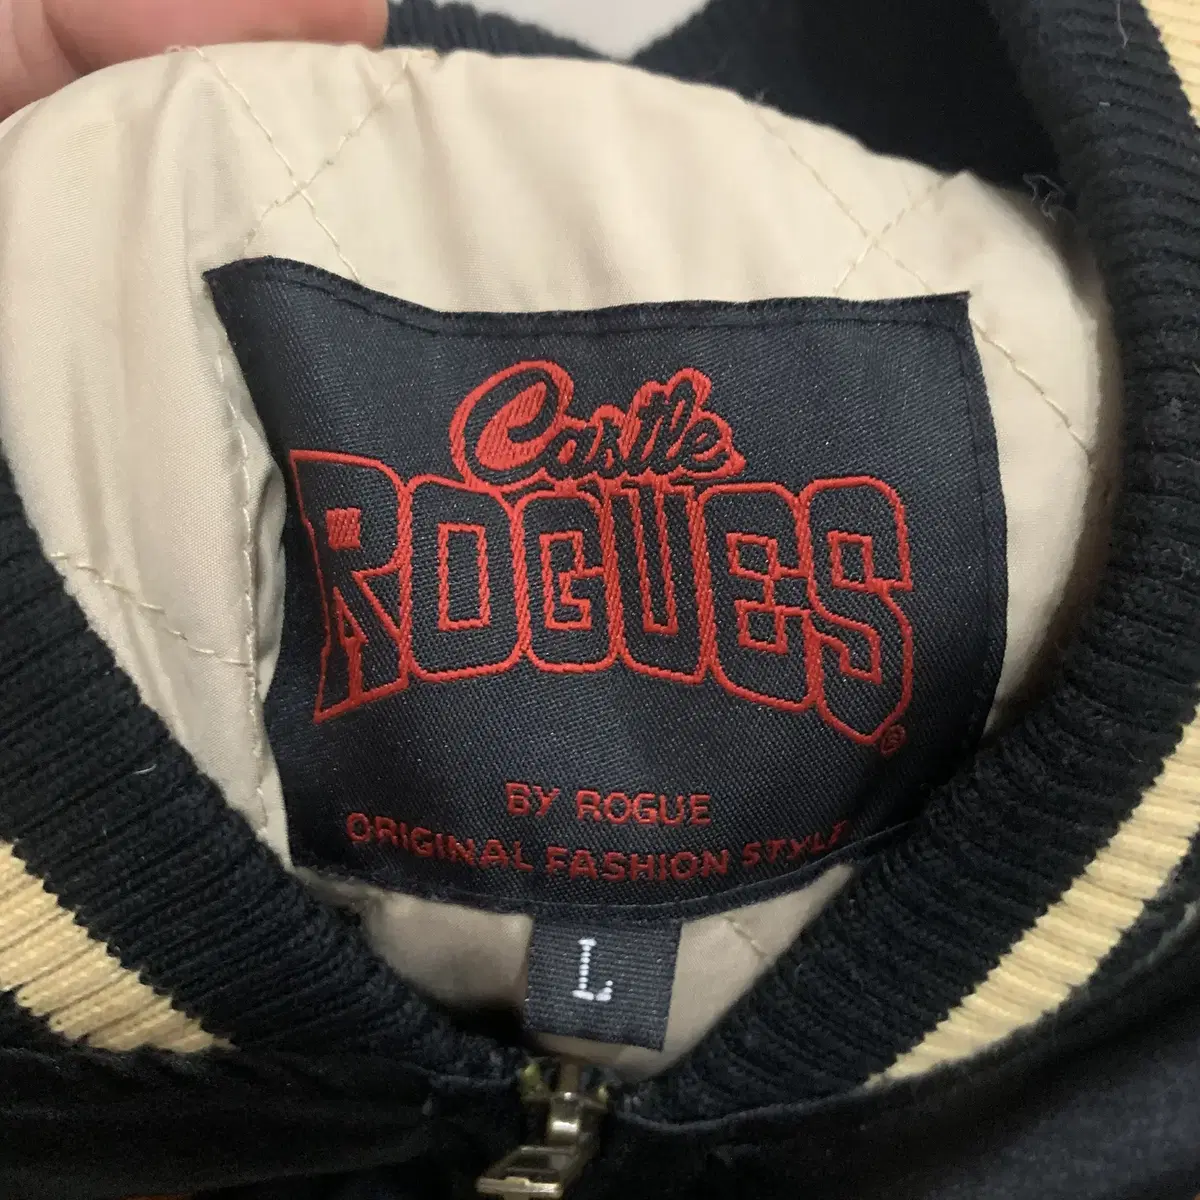 Castle
ROGUES®
BY ROGUE
ORIGINAL FASHION STYLE
L